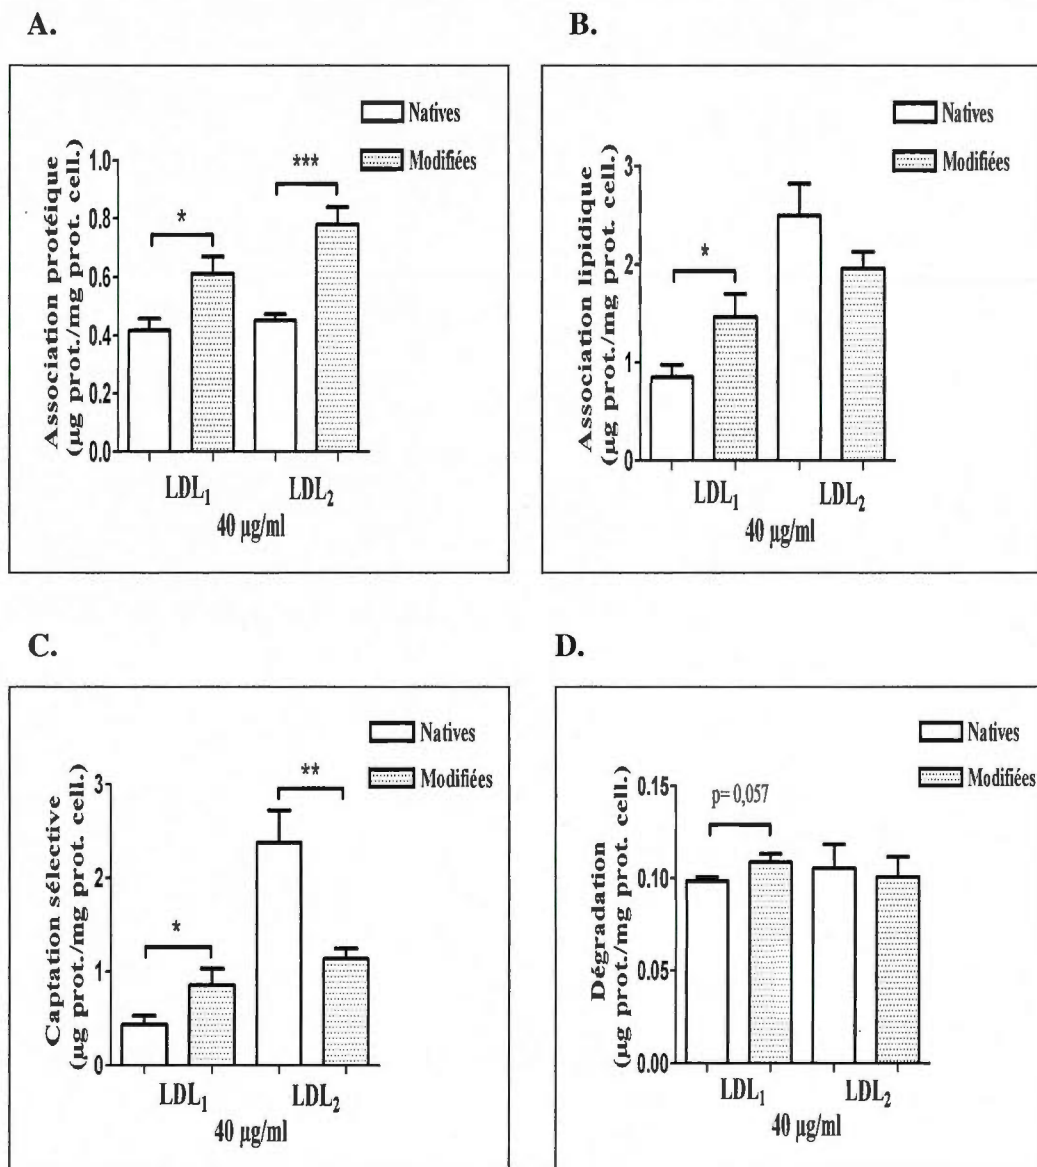 A.
Natives
Modifiées
Association protéique
(µg prot./mg prot. cell.)
1.0
0.8
0.6
0.4
0.2
0.0
*
***
LDL₁
LDL₂
40 µg/ml
B.
Natives
Modifiées
Association lipidique
(µg prot./mg prot. cell.)
3
2
1
0
*
LDL₁
LDL₂
40 µg/ml
C.
Natives
Modifiées
Captation sélective
(µg prot./mg prot. cell.)
3
2
1
0
*
**
LDL₁
LDL₂
40 µg/ml
D.
Natives
Modifiées
Dégradation
(µg prot./mg prot. cell.)
0.15
0.10
0.05
0.00
p= 0,057
LDL₁
LDL₂
40 µg/ml